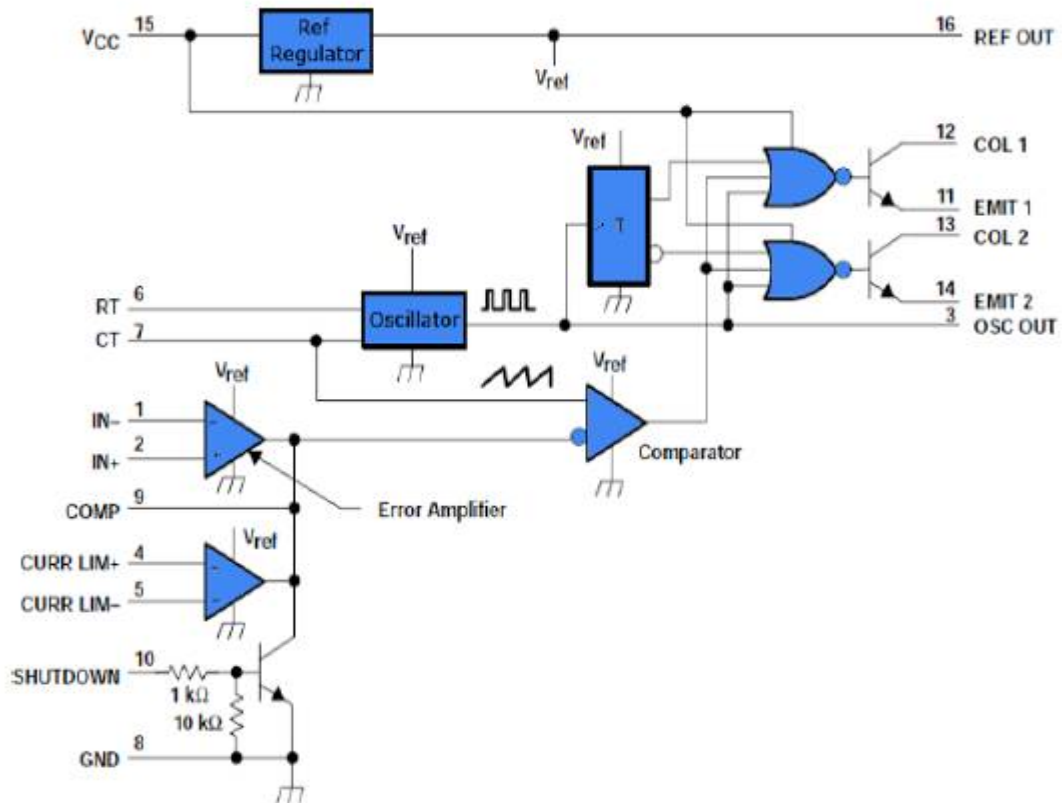 15
VCC
Ref
Regulator
16
REF OUT
Vref
12
COL 1
Vref
T
11
EMIT 1
13
COL 2
Vref
14
EMIT 2
6
RT
Oscillator
3
OSC OUT
7
CT
Vref
Vref
1
IN–
2
IN+
Comparator
9
COMP
Error Amplifier
Vref
4
CURR LIM+
5
CURR LIM–
10
SHUTDOWN
1 kΩ
10 kΩ
8
GND